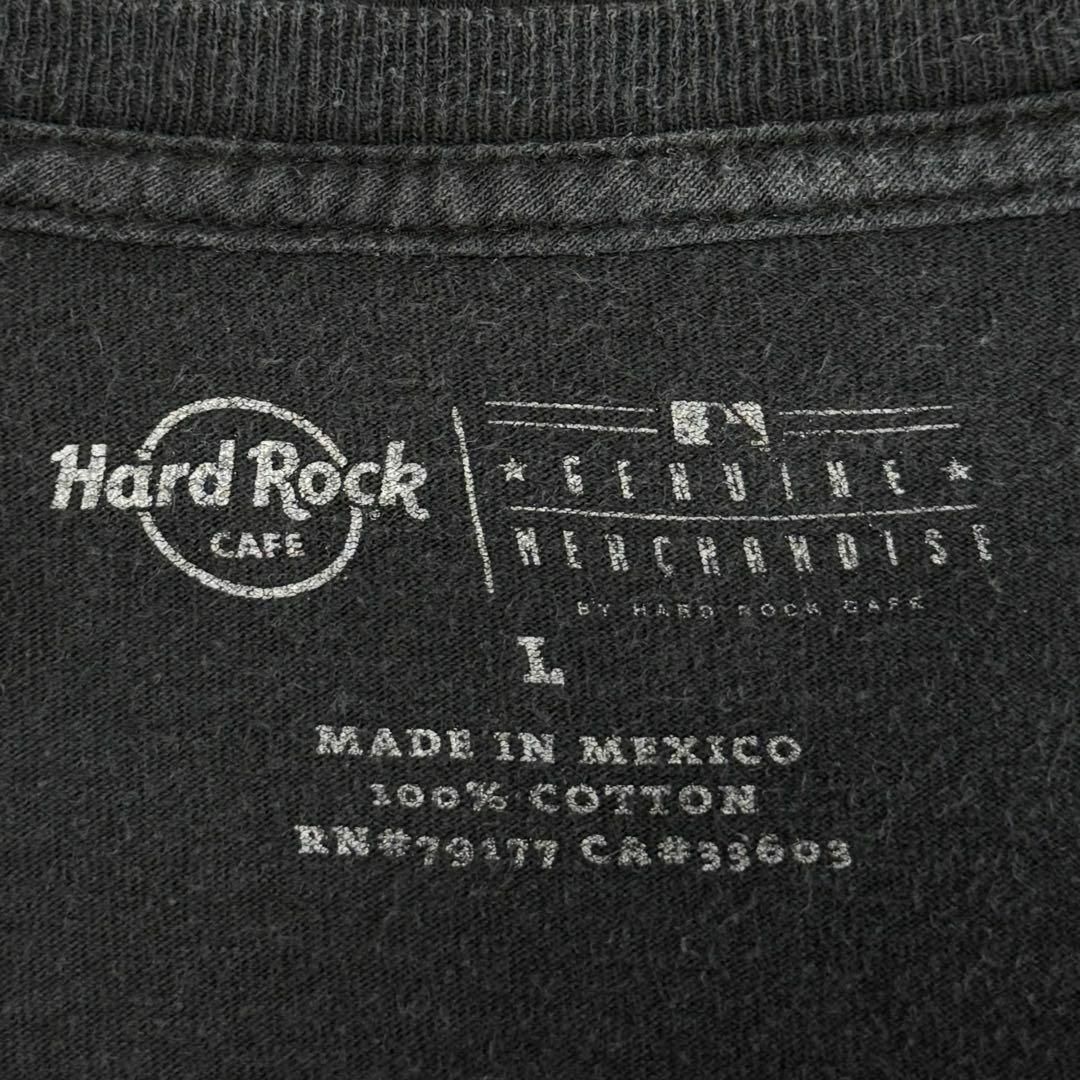 Hard Rock
CAFE
GENUINE
MERCHANDISE
BY HARD ROCK CAFE
L
MADE IN MEXICO
100% COTTON
RN#79177 CA#33603